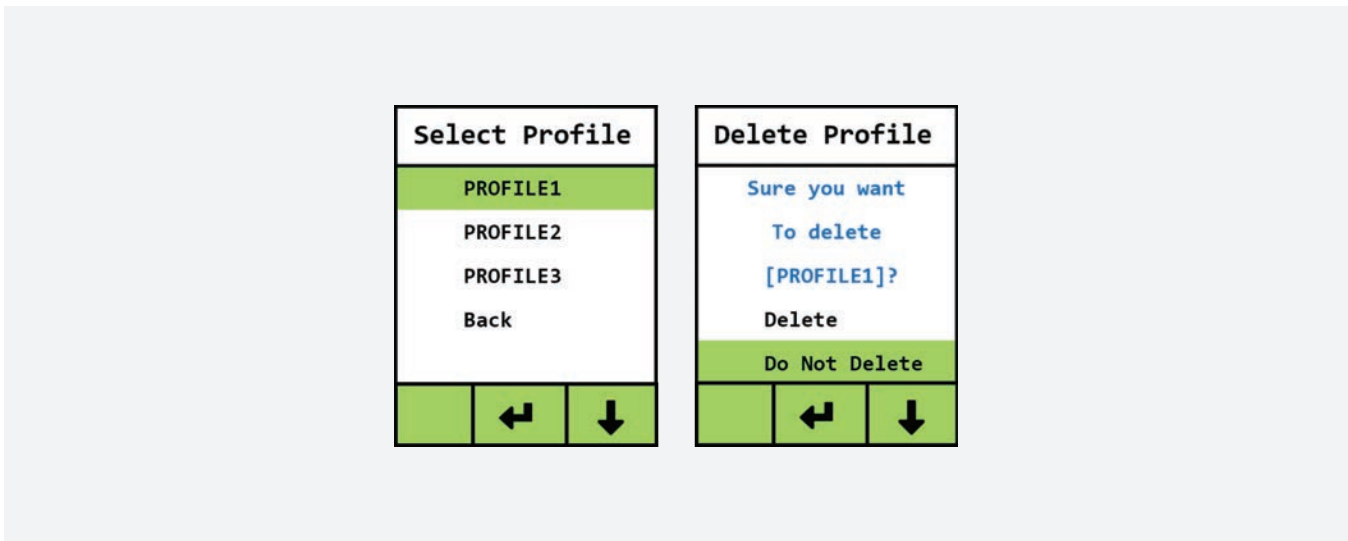 Select Profile
PROFILE1
PROFILE2
PROFILE3
Back
Delete Profile
Sure you want
To delete
[PROFILE1]?
Delete
Do Not Delete